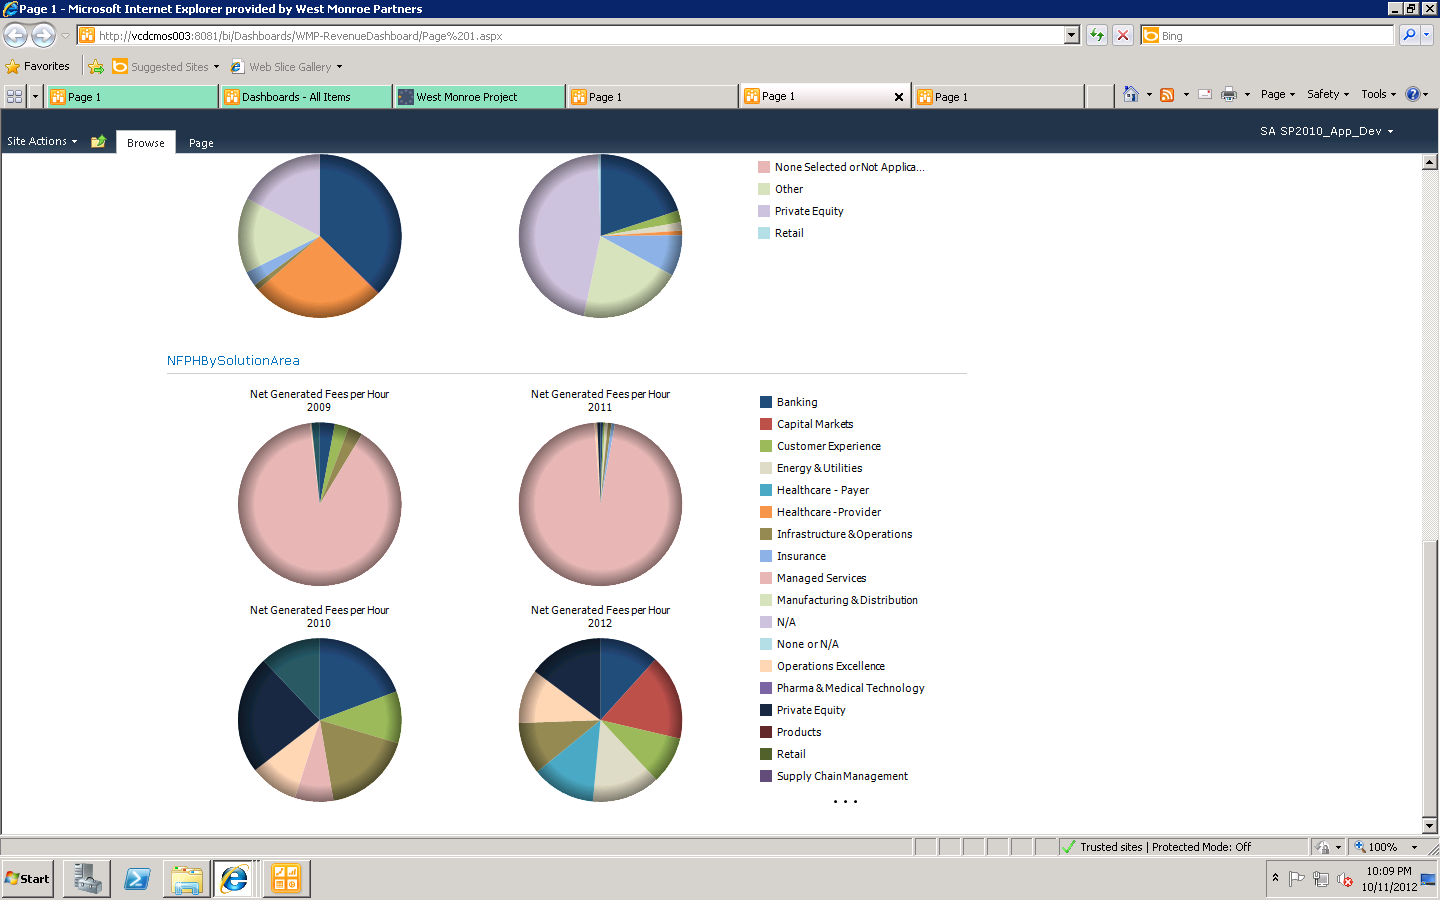 Page 1 - Microsoft Internet Explorer provided by West Monroe Partners
http://vcdcmos003:8081/bi/Dashboards/WMP-RevenueDashboard/Page%201.aspx
Bing
Favorites
Suggested Sites
Web Slice Gallery
Page 1
Dashboards - All Items
West Monroe Project
Page 1
Page 1
Page 1
Page
Safety
Tools
Site Actions
Browse
Page
SA SP2010_App_Dev
None Selected or Not Applica...
Other
Private Equity
Retail
NFPHBySolutionArea
Net Generated Fees per Hour
2009
Net Generated Fees per Hour
2011
Net Generated Fees per Hour
2010
Net Generated Fees per Hour
2012
Banking
Capital Markets
Customer Experience
Energy & Utilities
Healthcare - Payer
Healthcare - Provider
Infrastructure & Operations
Insurance
Managed Services
Manufacturing & Distribution
N/A
None or N/A
Operations Excellence
Pharma & Medical Technology
Private Equity
Products
Retail
Supply Chain Management
...
Trusted sites | Protected Mode: Off
100%
Start
10:09 PM
10/11/2012